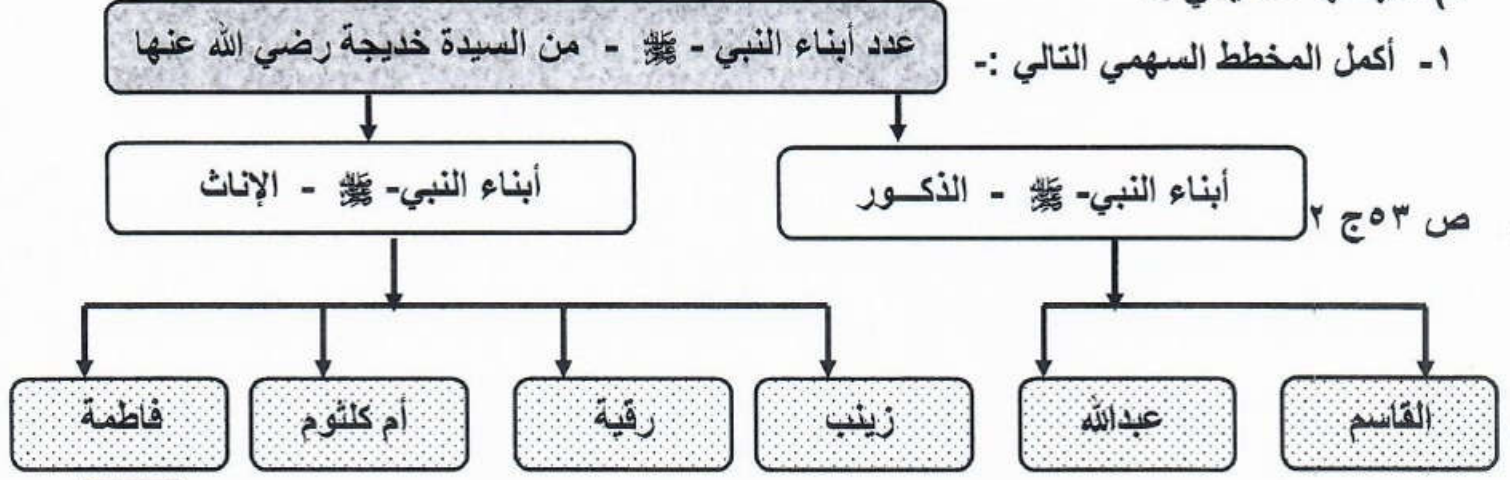 ١- أكمل المخطط السهمي التالي :-
عدد أبناء النبي - ﷺ - من السيدة خديجة رضي الله عنها
أبناء النبي- ﷺ - الذكــور
أبناء النبي- ﷺ - الإناث
ص ٥٣ ج ٢
القاسم
عبدالله
زينب
رقية
أم كلثوم
فاطمة